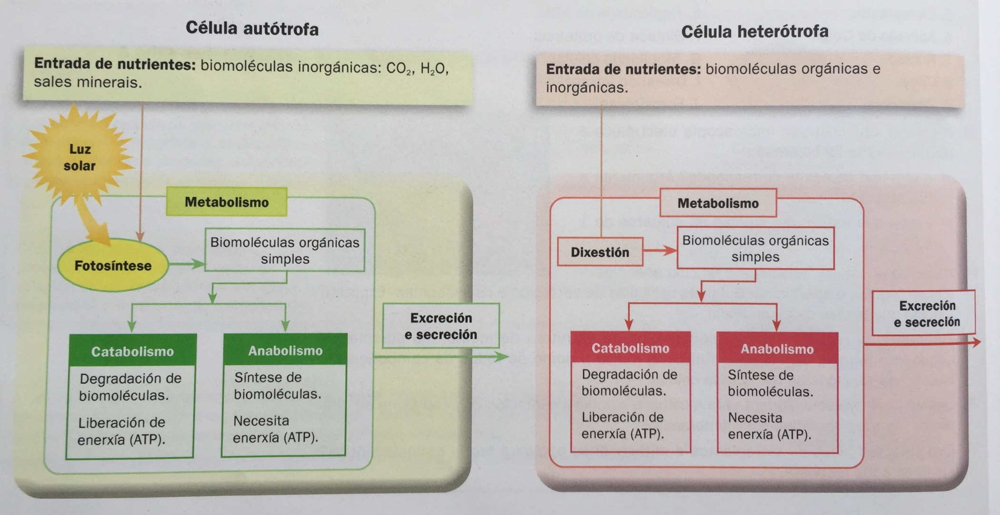 Célula autótrofa
Entrada de nutrientes: biomoléculas inorgánicas: CO₂, H₂O,
sales minerais.
Luz
solar
Metabolismo
Fotosíntese
Biomoléculas orgánicas
simples
Catabolismo
Degradación de
biomoléculas.
Liberación de
enerxía (ATP).
Anabolismo
Síntese de
biomoléculas.
Necesita
enerxía (ATP).
Excreción
e secreción
Célula heterótrofa
Entrada de nutrientes: biomoléculas orgánicas e
inorgánicas.
Metabolismo
Dixestión
Biomoléculas orgánicas
simples
Catabolismo
Degradación de
biomoléculas.
Liberación de
enerxía (ATP).
Anabolismo
Síntese de
biomoléculas.
Necesita
enerxía (ATP).
Excreción
e secreción